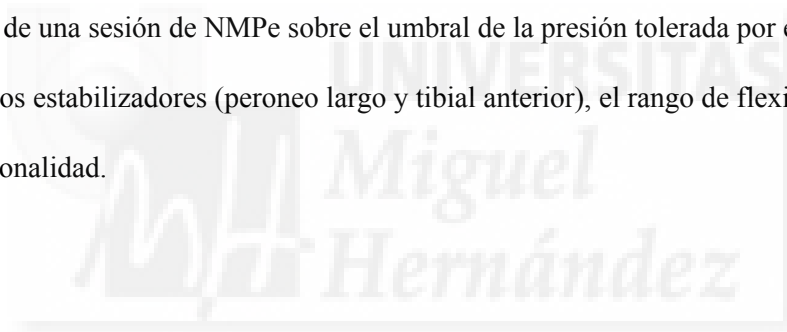 de una sesión de NMPe sobre el umbral de la presión tolerada por
os estabilizadores (peroneo largo y tibial anterior), el rango de flexi
onalidad.
UNIVERSITAS
Miguel
Hernández